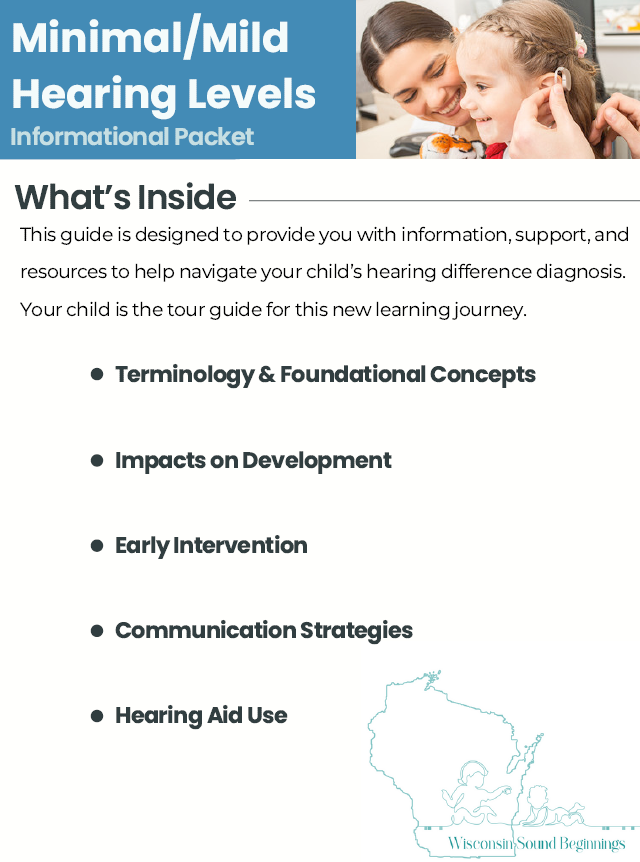 Minimal/Mild
Hearing Levels
Informational Packet
What's Inside
This guide is designed to provide you with information, support, and
resources to help navigate your child's hearing difference diagnosis.
Your child is the tour guide for this new learning journey.
● Terminology & Foundational Concepts
● Impacts on Development
● Early Intervention
● Communication Strategies
● Hearing Aid Use
Wisconsin Sound Beginnings